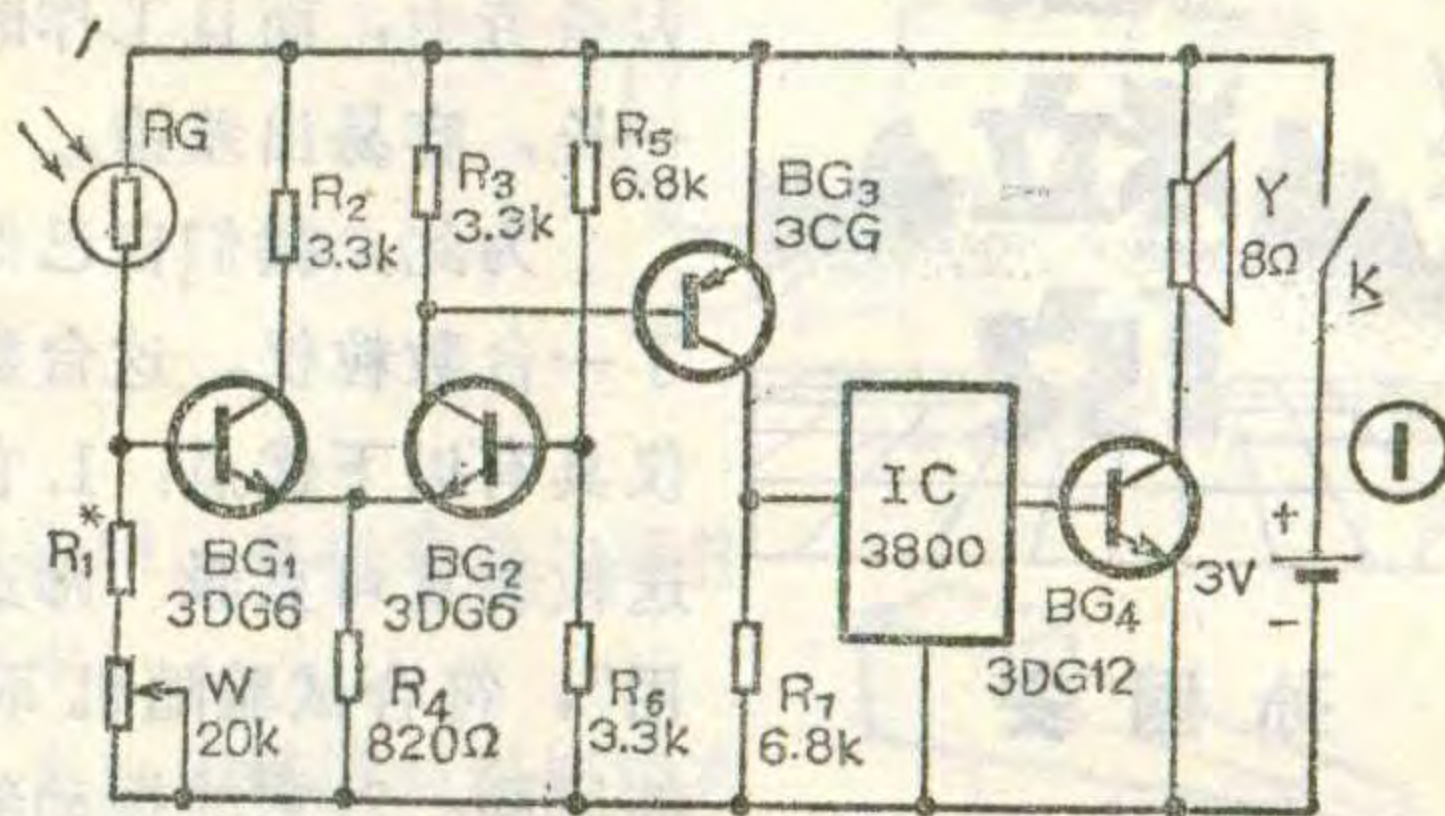 RG
R₂
3.3k
R₃
3.3k
R₅
6.8k
BG₃
3CG
Y
8Ω
K
R₁*
BG₁
3DG6
BG₂
3DG6
IC
3800
BG₄
3DG12
+
3V
−
W
20k
R₄
820Ω
R₆
3.3k
R₇
6.8k
①